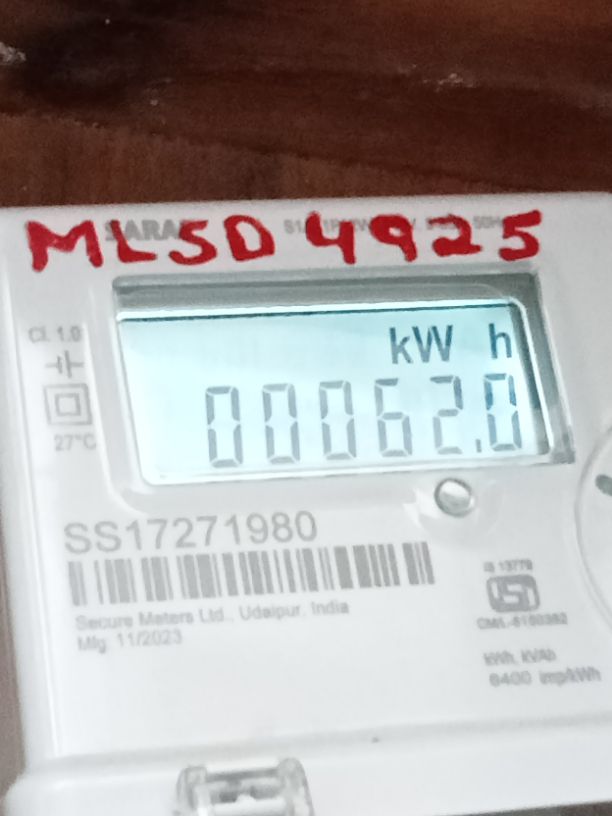 MLSD 4925
Cl. 1.0
kW h
00062.0
27°C
SS17271980
IS 13779
Secure Meters Ltd., Udaipur, India
Mfg. 11/2023
kWh, kVAh
6400 imp/kWh